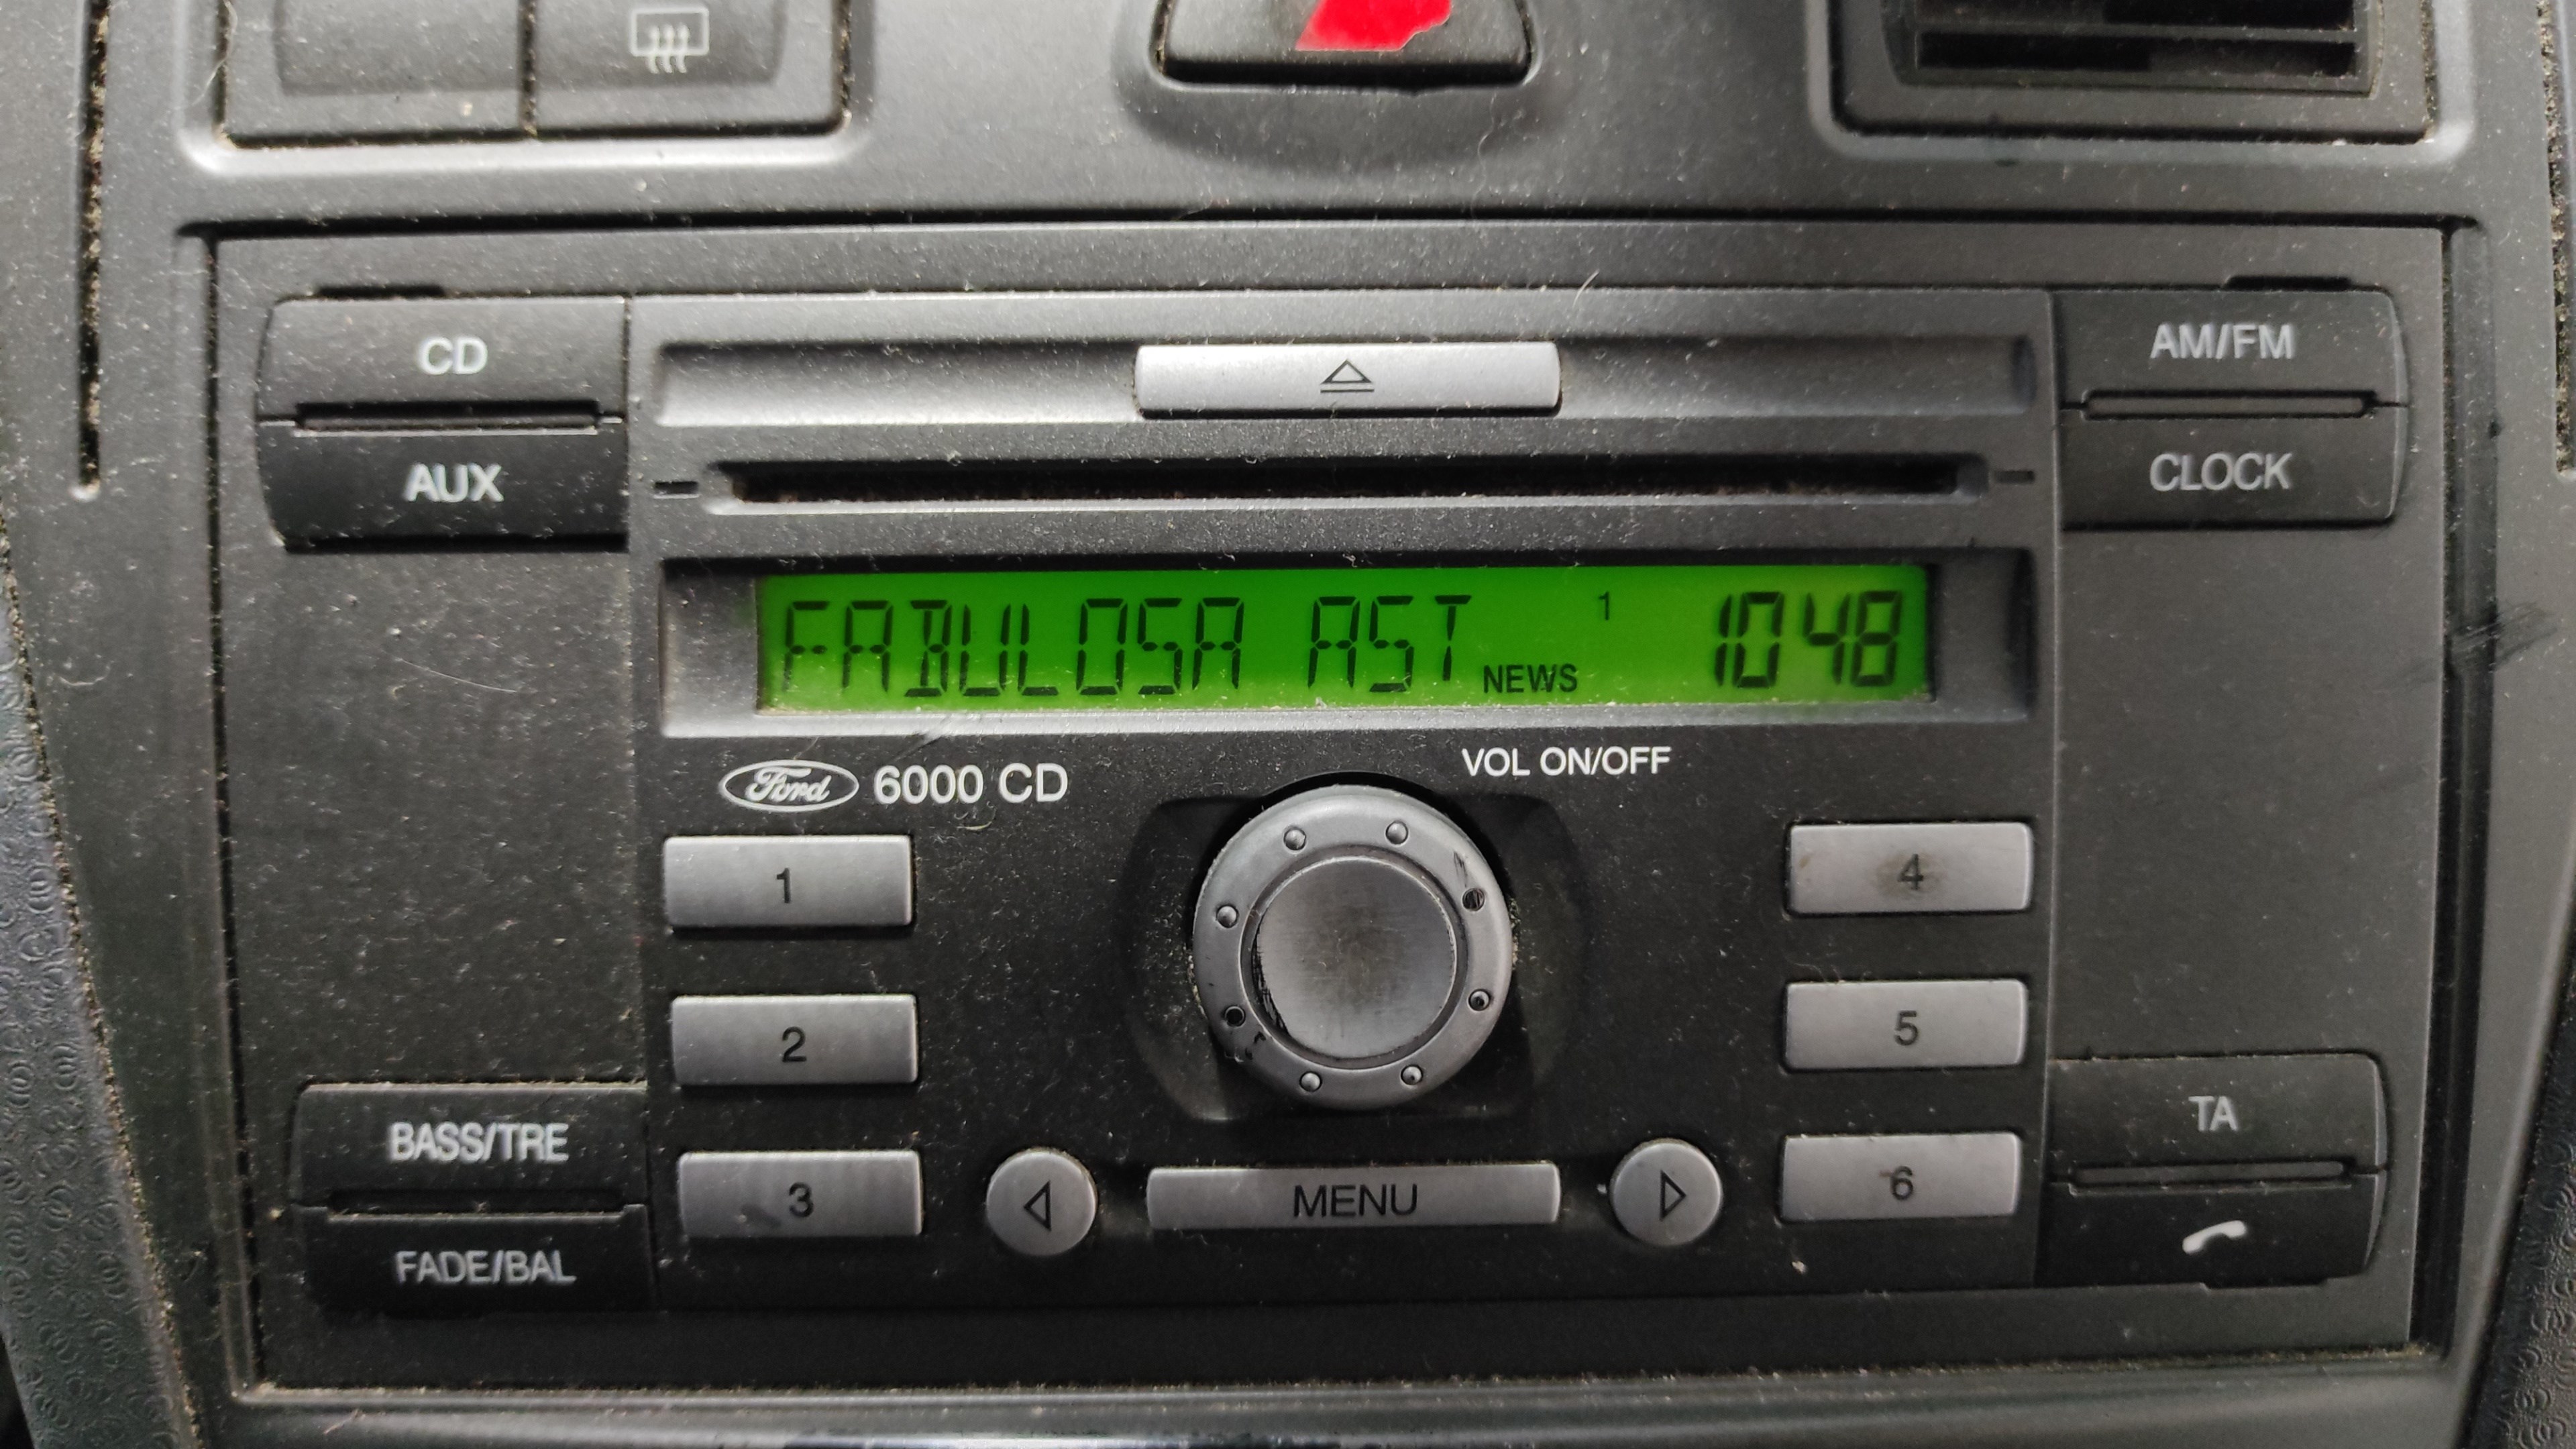 CD
AM/FM
AUX
CLOCK
FABULOSA AST NEWS 1 1048
Ford 6000 CD
VOL ON/OFF
1
4
2
5
BASS/TRE
TA
3
MENU
6
FADE/BAL